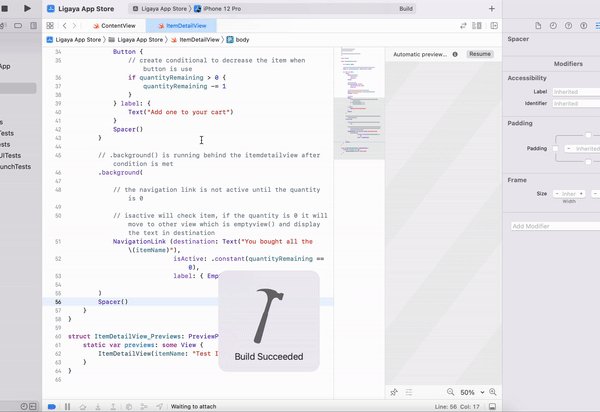 Ligaya App Store
Ligaya App Store
iPhone 12 Pro
Build
ContentView
ItemDetailView
Ligaya App Store
Ligaya App Store
ItemDetailView
body
Spacer
34 Button {
35 // create conditional to decrease the item when
button is use
36 if quantityRemaining > 0 {
37 quantityRemaining -= 1
38 }
39 } label: {
40 Text("Add one to your cart")
41 }
42 Spacer()
43 }
44
45 // .background() is running behind the itemdetailview after
condition is met
46 .background(
47
48 // the navigation link is not active until the quantity
is 0
49
50 // isactive will check item, if the quantity is 0 it will
move to other view which is emptyview() and display
the text in destination
51 NavigationLink (destination: Text("You bought all the
\(itemName)"),
52 isActive: .constant(quantityRemaining ==
0),
53 label: { Emp
54
55 )
56 Spacer()
57 }
58 }
59
60 struct ItemDetailView_Previews: PreviewP
61 static var previews: some View {
62 ItemDetailView(itemName: "Test I
63 }
64 }
65
Build Succeeded
Automatic preview...
Resume
Modifiers
Accessibility
Label
Inherited
Identifier
Inherited
Padding
Padding
Inherited
Frame
Size
Inher
Width
Add Modifier
App
s
Tests
ests
UITests
unchTests
Waiting to attach
50%
Line: 56 Col: 17